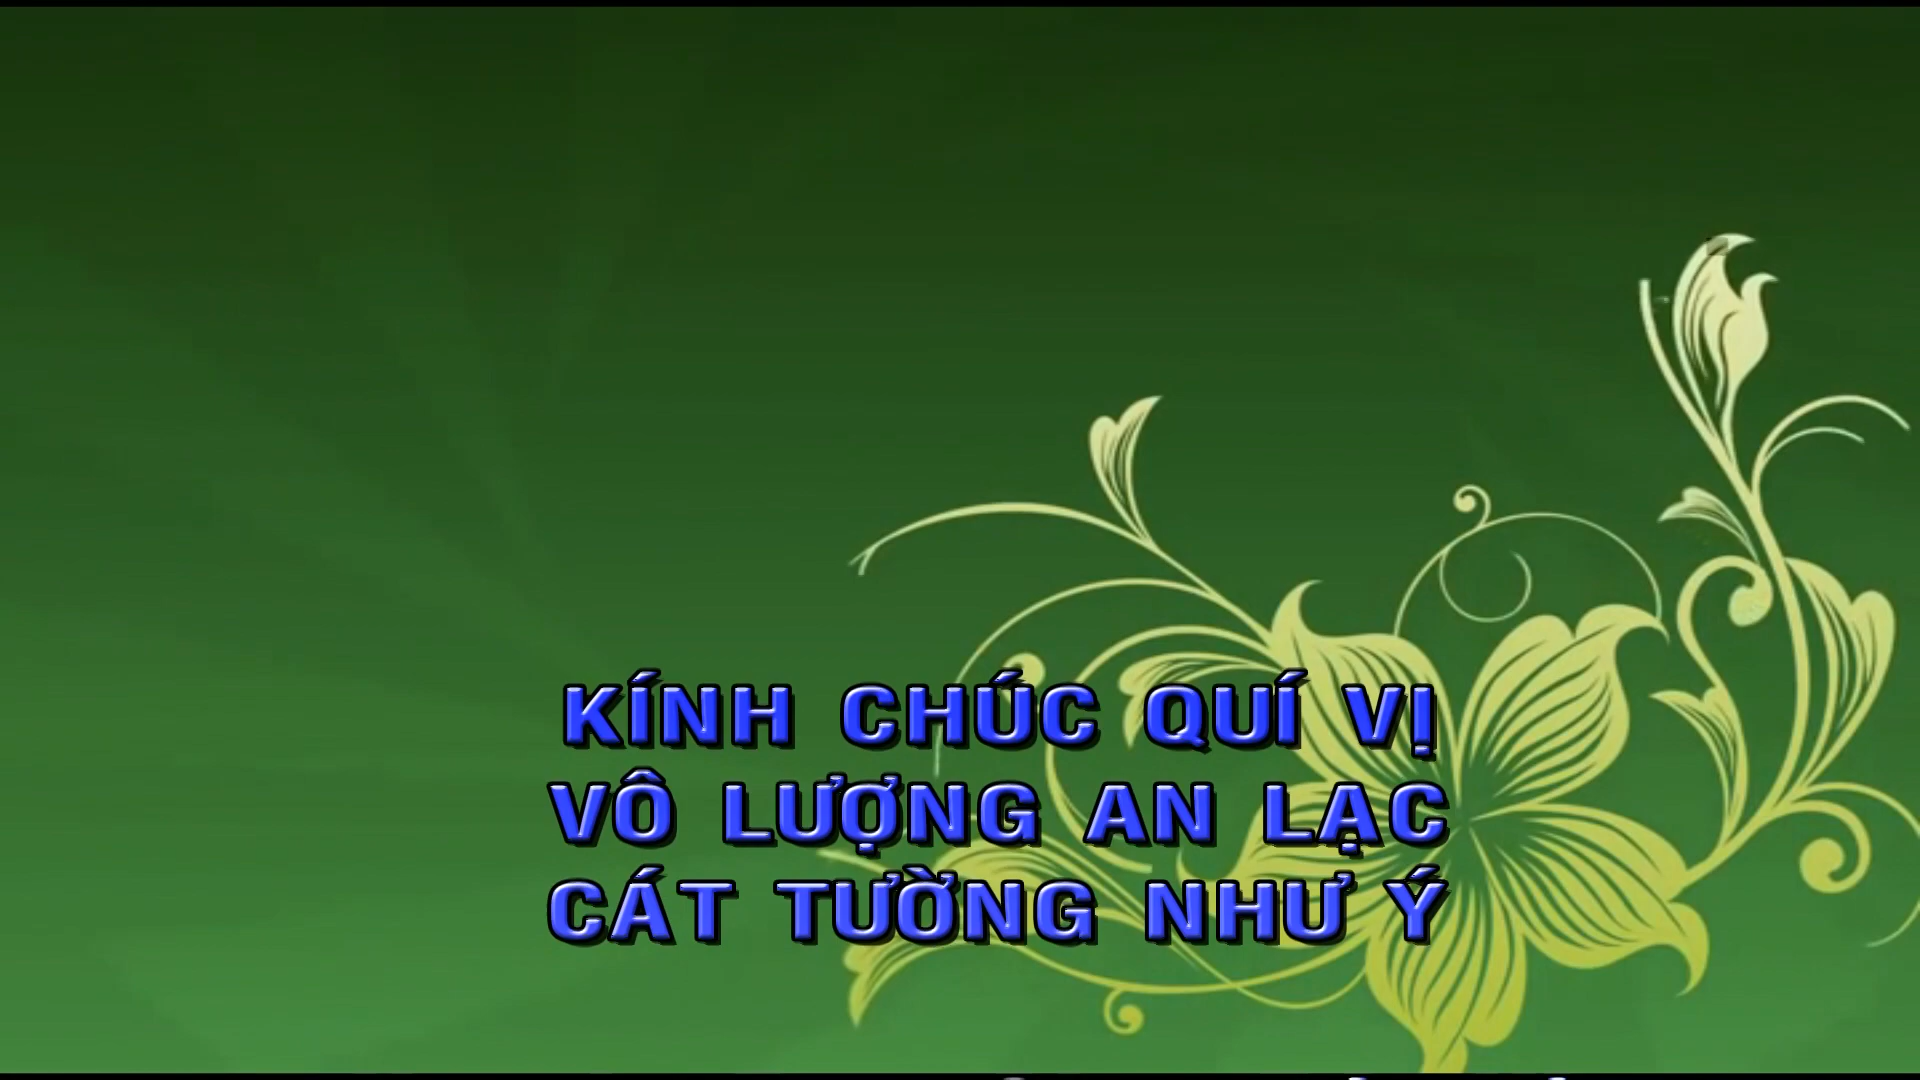 KÍNH CHÚC QUÍ VỊ
VÔ LƯỢNG AN LẠC
CÁT TƯỜNG NHƯ Ý